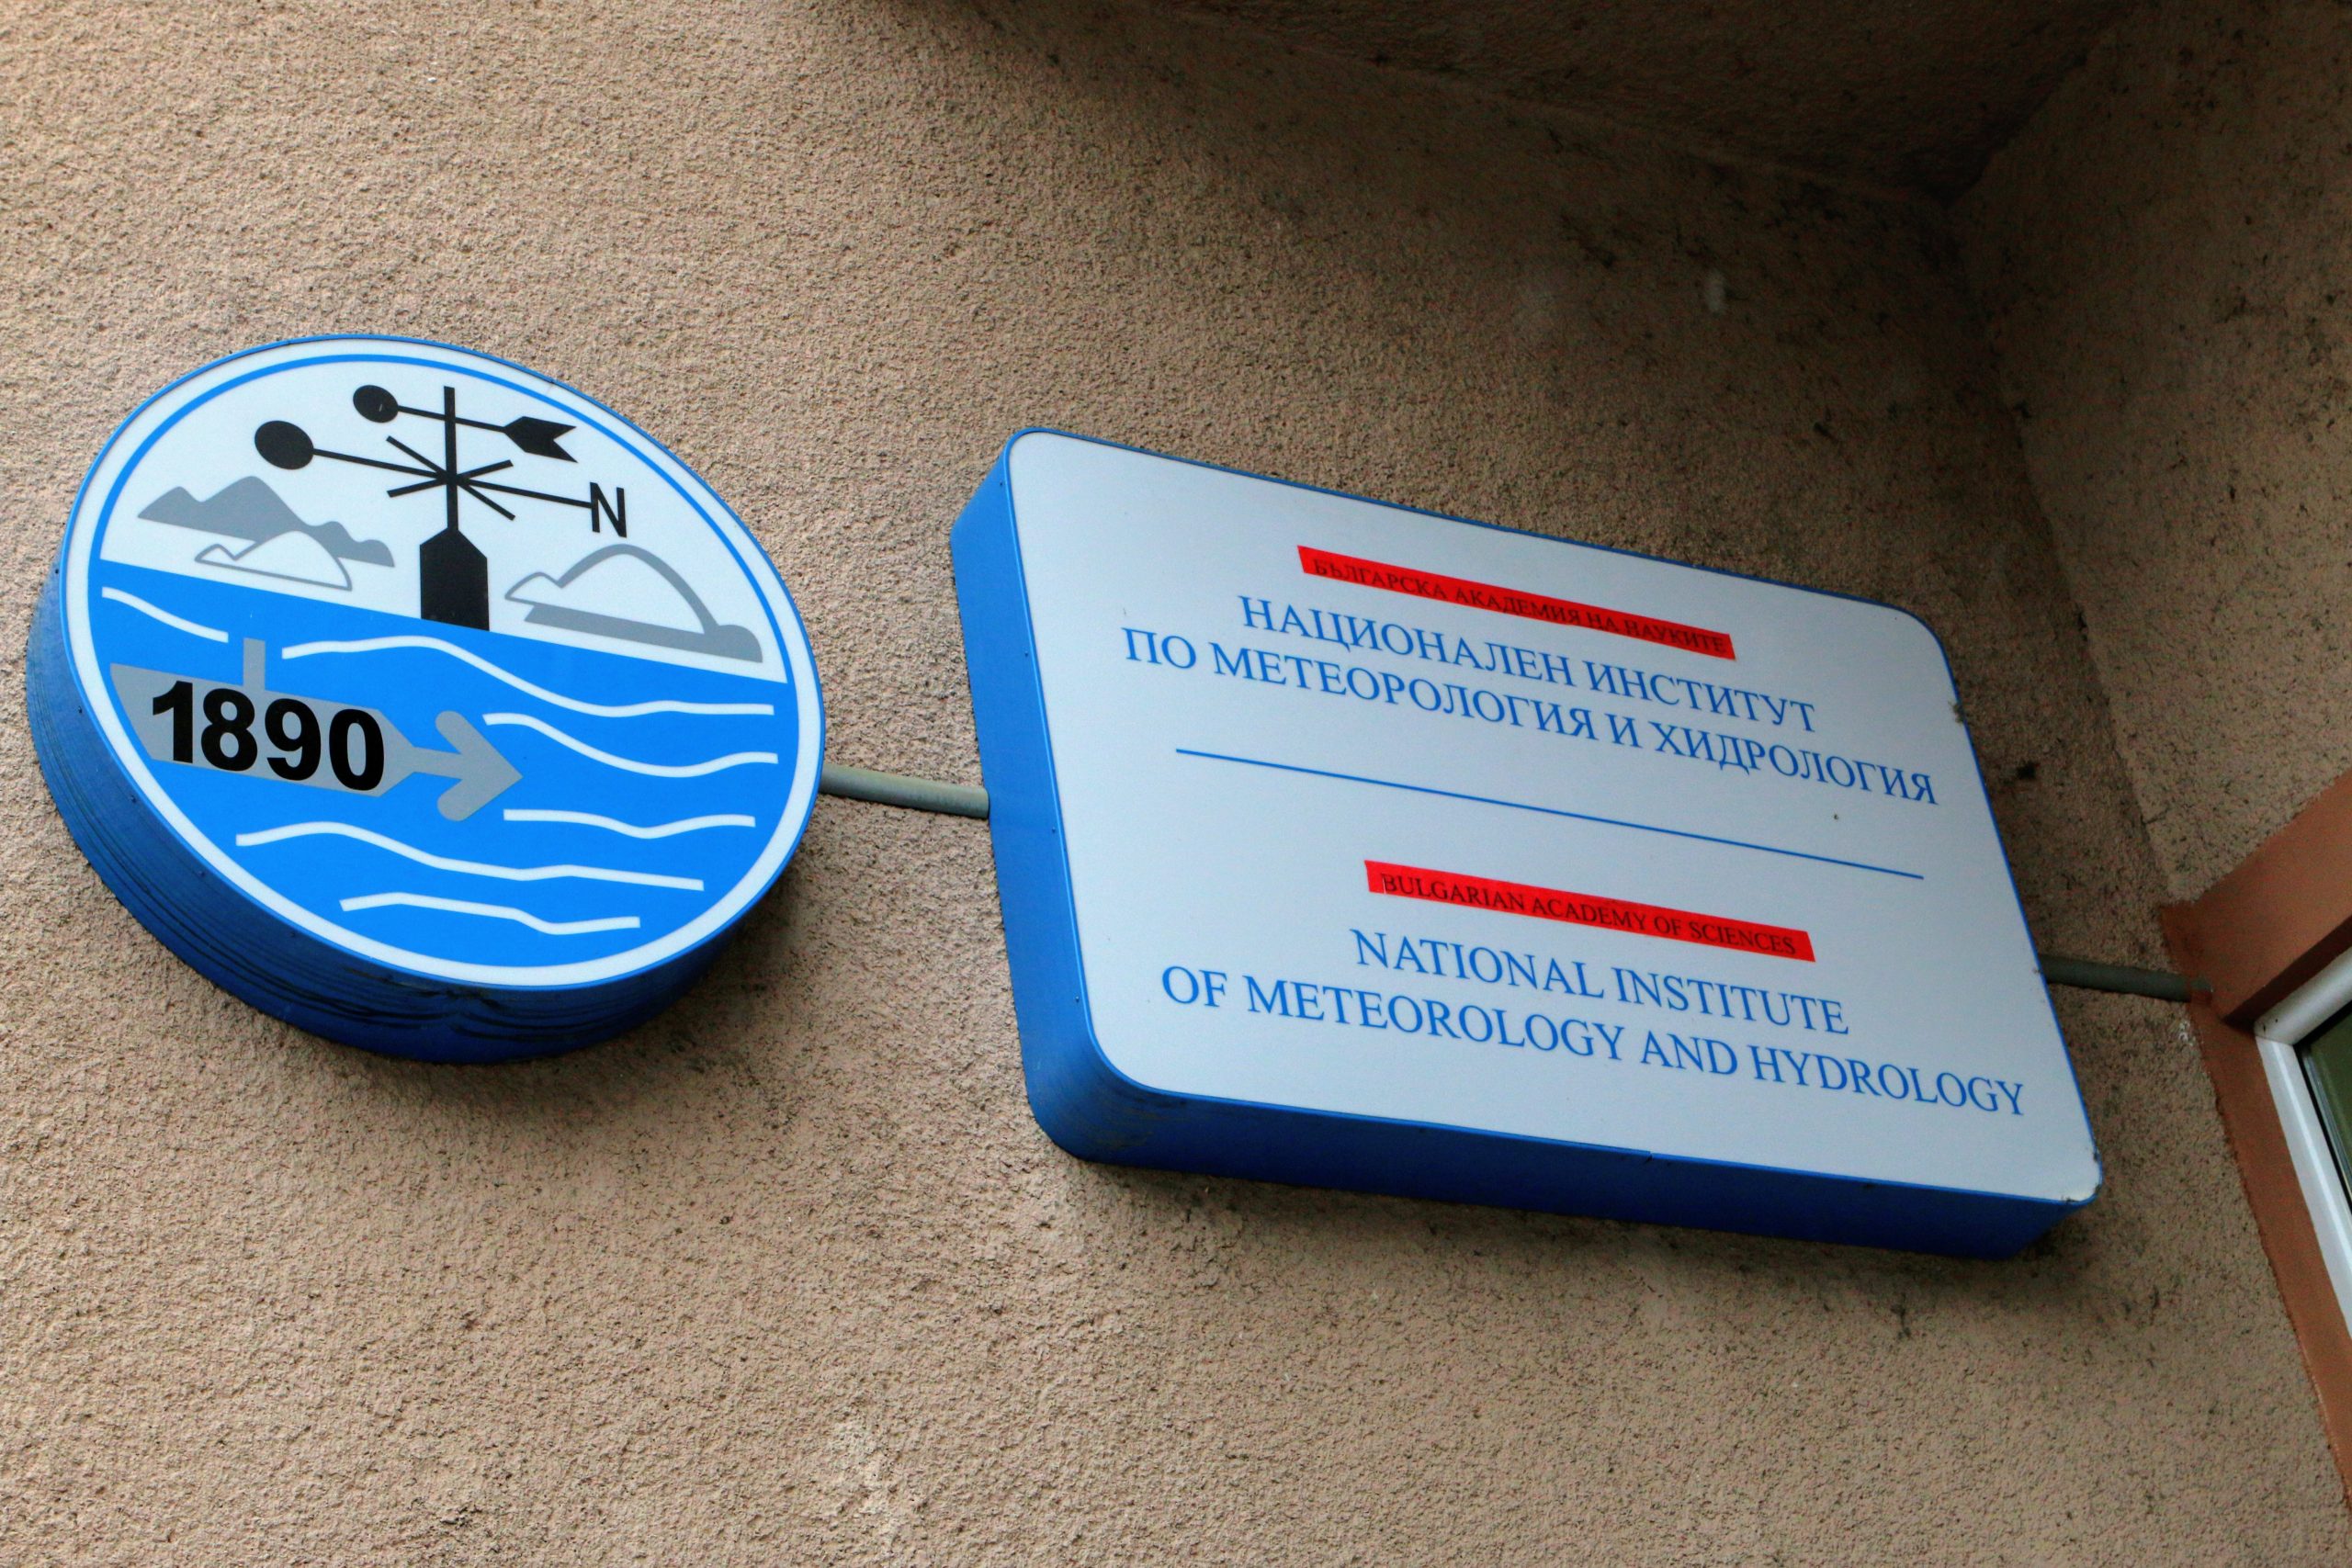 N
1890
БЪЛГАРСКА АКАДЕМИЯ НА НАУКИТЕ
НАЦИОНАЛЕН ИНСТИТУТ
ПО МЕТЕОРОЛОГИЯ И ХИДРОЛОГИЯ
BULGARIAN ACADEMY OF SCIENCES
NATIONAL INSTITUTE
OF METEOROLOGY AND HYDROLOGY